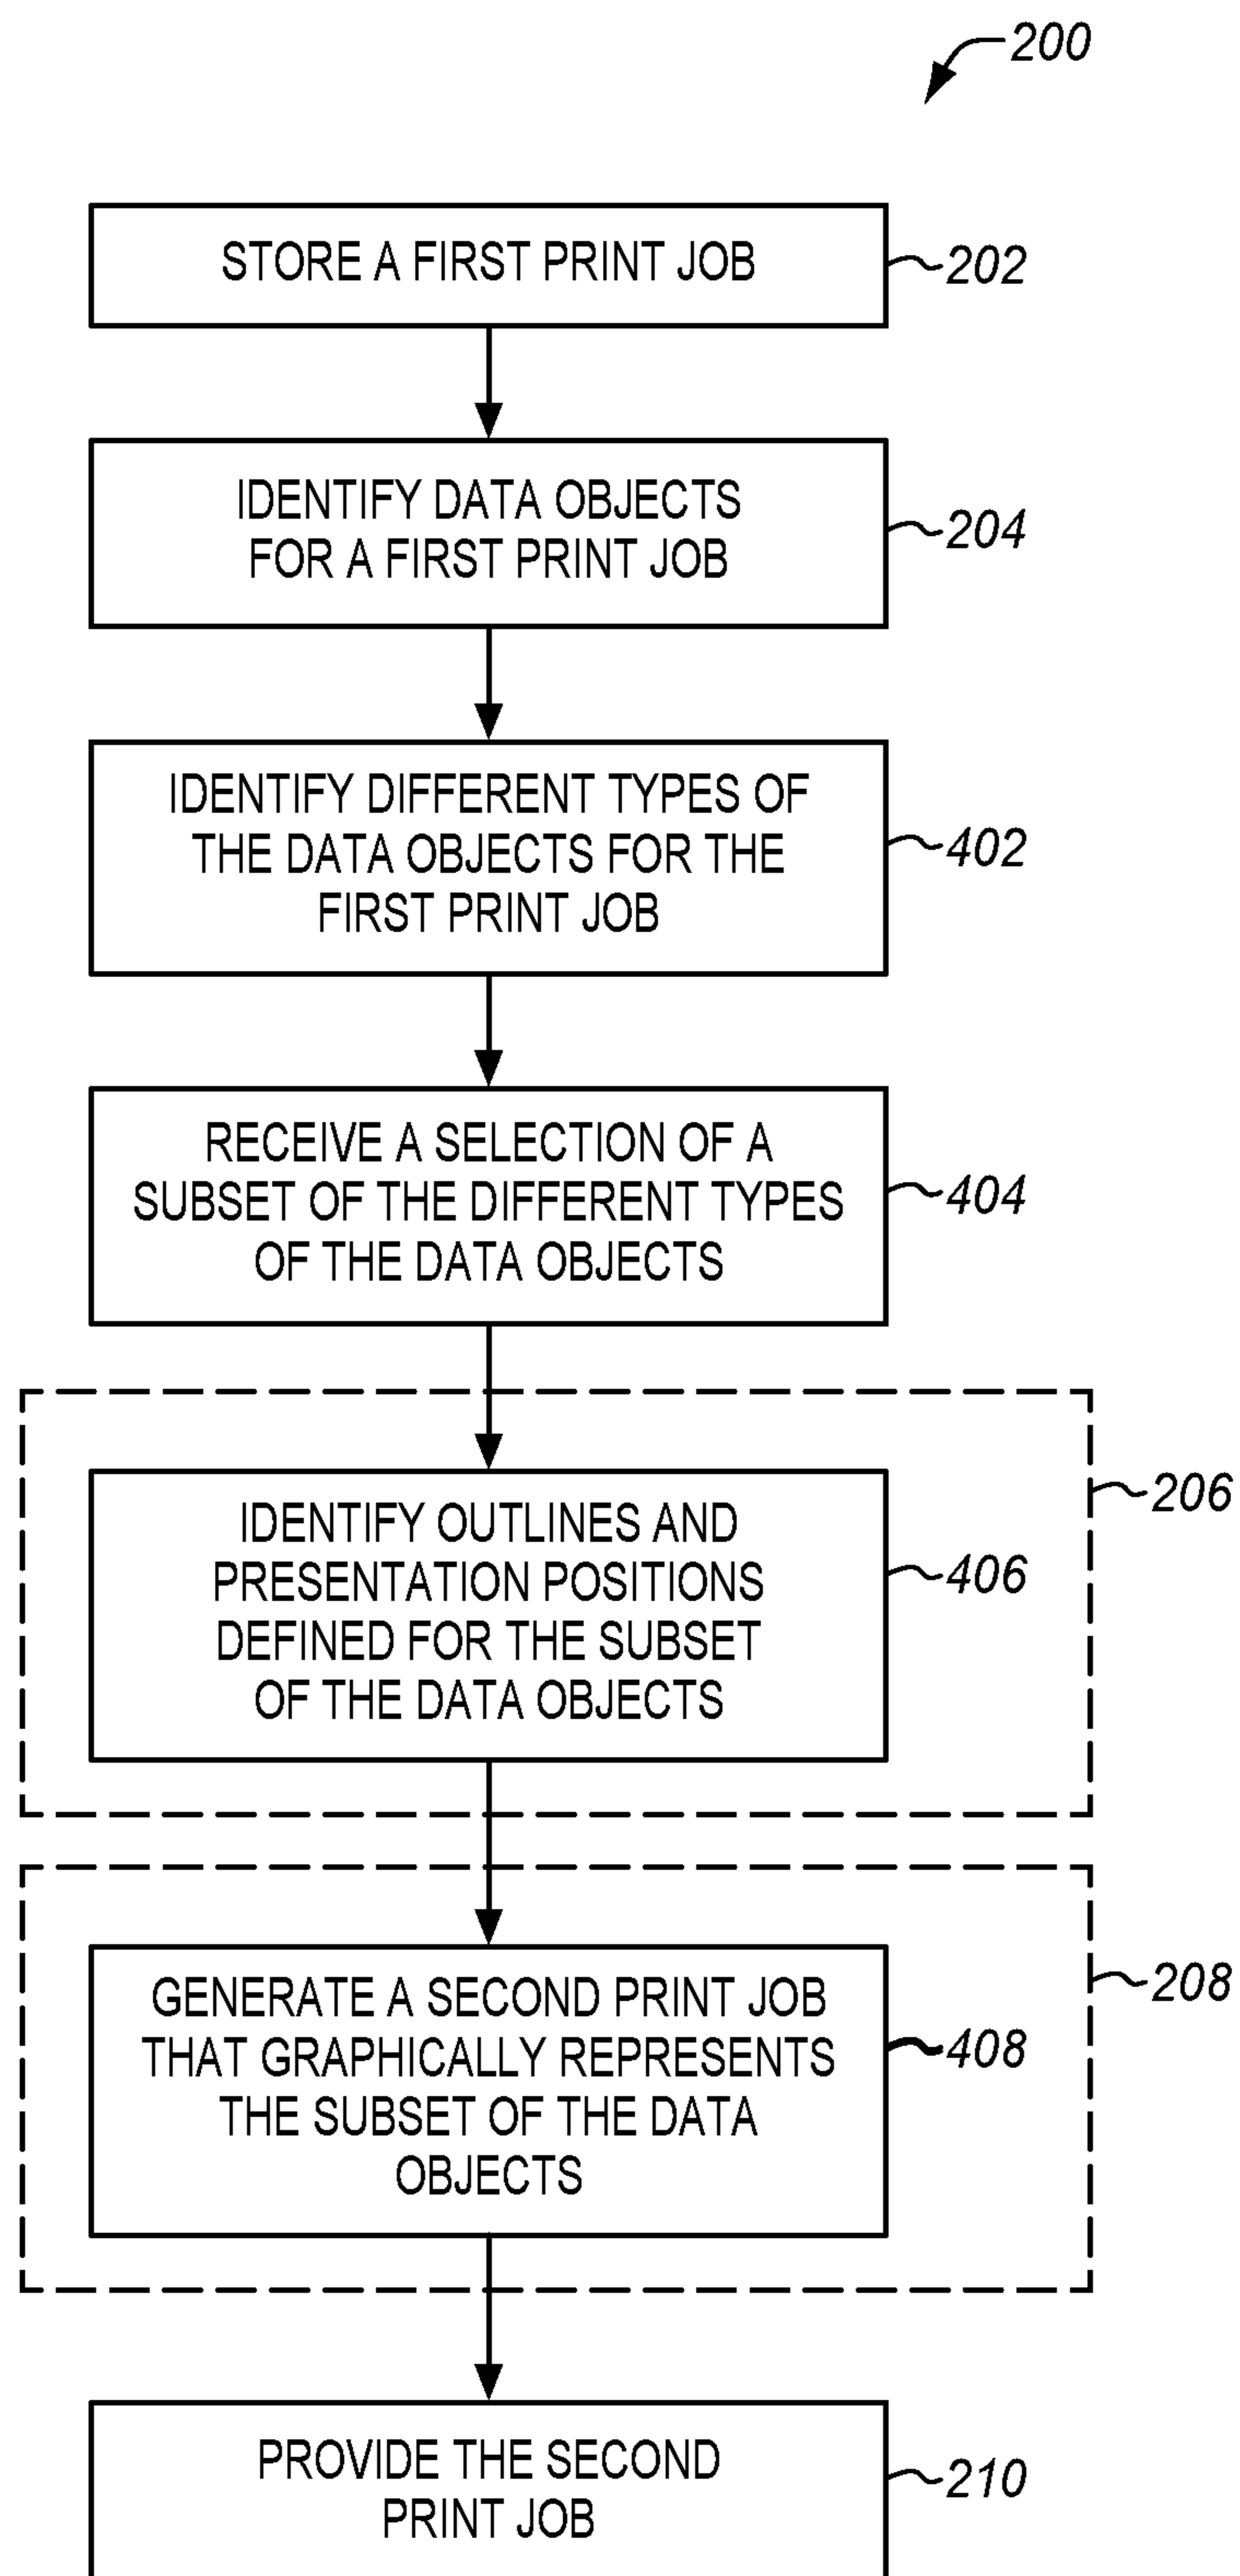 200
STORE A FIRST PRINT JOB
202
IDENTIFY DATA OBJECTS
FOR A FIRST PRINT JOB
204
IDENTIFY DIFFERENT TYPES OF
THE DATA OBJECTS FOR THE
FIRST PRINT JOB
402
RECEIVE A SELECTION OF A
SUBSET OF THE DIFFERENT TYPES
OF THE DATA OBJECTS
404
206
IDENTIFY OUTLINES AND
PRESENTATION POSITIONS
DEFINED FOR THE SUBSET
OF THE DATA OBJECTS
406
208
GENERATE A SECOND PRINT JOB
THAT GRAPHICALLY REPRESENTS
THE SUBSET OF THE DATA
OBJECTS
408
PROVIDE THE SECOND
PRINT JOB
210